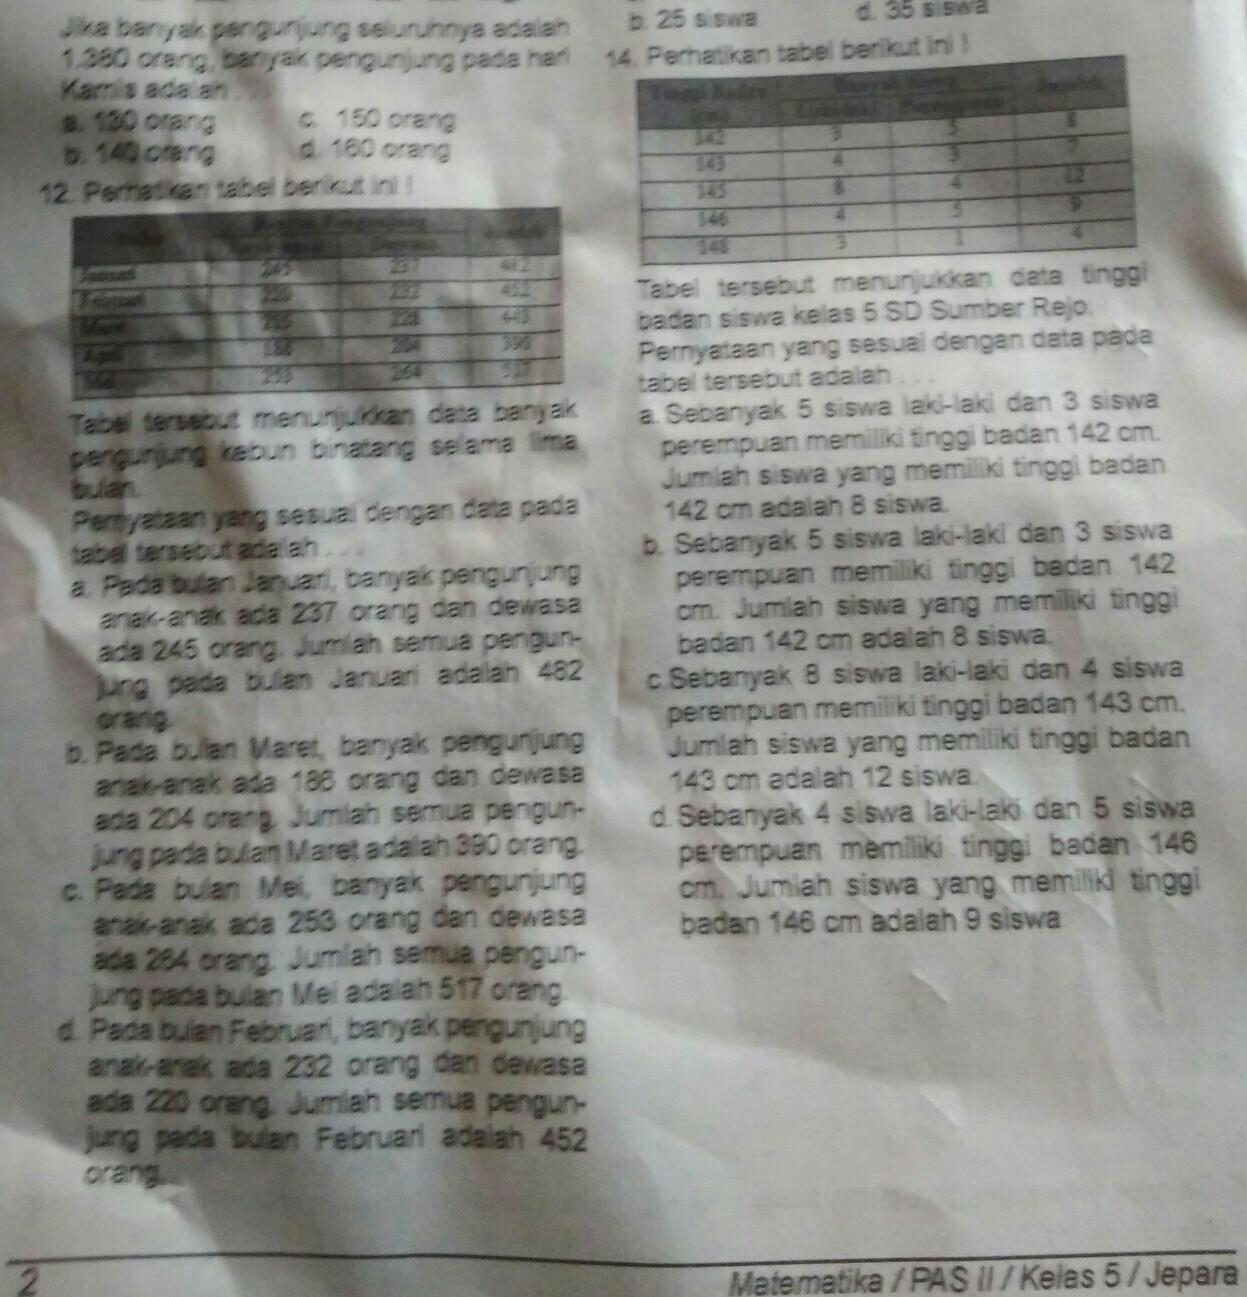 Jika banyak pengunjung seluruhnya adalah
1.380 orang, banyak pengunjung pada hari
Kamis adalah . . .
a. 130 orang c. 150 orang
b. 140 orang d. 160 orang
12. Perhatikan tabel berikut ini !
Januari 245 237 482
Februari 220 232 452
Maret 228 443
April 186 204 390
Mei 253 264 517
Tabel tersebut menunjukkan data banyak
pengunjung kebun binatang selama lima
bulan.
Pernyataan yang sesuai dengan data pada
tabel tersebut adalah . . .
a. Pada bulan Januari, banyak pengunjung
anak-anak ada 237 orang dan dewasa
ada 245 orang. Jumlah semua pengun-
jung pada bulan Januari adalah 482
orang.
b. Pada bulan Maret, banyak pengunjung
anak-anak ada 186 orang dan dewasa
ada 204 orang. Jumlah semua pengun-
jung pada bulan Maret adalah 390 orang.
c. Pada bulan Mei, banyak pengunjung
anak-anak ada 253 orang dan dewasa
ada 264 orang. Jumlah semua pengun-
jung pada bulan Mei adalah 517 orang.
d. Pada bulan Februari, banyak pengunjung
anak-anak ada 232 orang dan dewasa
ada 220 orang. Jumlah semua pengun-
jung pada bulan Februari adalah 452
orang.
b. 25 siswa d. 35 siswa
14. Perhatikan tabel berikut ini !
Tinggi Badan Banyak Siswa Jumlah
(cm) Laki-laki Perempuan
142 3 5 8
143 4 3 7
145 8 4 12
146 4 5 9
148 3 1 4
Tabel tersebut menunjukkan data tinggi
badan siswa kelas 5 SD Sumber Rejo.
Pernyataan yang sesuai dengan data pada
tabel tersebut adalah . . .
a. Sebanyak 5 siswa laki-laki dan 3 siswa
perempuan memiliki tinggi badan 142 cm.
Jumlah siswa yang memiliki tinggi badan
142 cm adalah 8 siswa.
b. Sebanyak 5 siswa laki-laki dan 3 siswa
perempuan memiliki tinggi badan 142
cm. Jumlah siswa yang memiliki tinggi
badan 142 cm adalah 8 siswa.
c. Sebanyak 8 siswa laki-laki dan 4 siswa
perempuan memiliki tinggi badan 143 cm.
Jumlah siswa yang memiliki tinggi badan
143 cm adalah 12 siswa.
d. Sebanyak 4 siswa laki-laki dan 5 siswa
perempuan memiliki tinggi badan 146
cm. Jumlah siswa yang memiliki tinggi
badan 146 cm adalah 9 siswa
2 Matematika / PAS II / Kelas 5 / Jepara